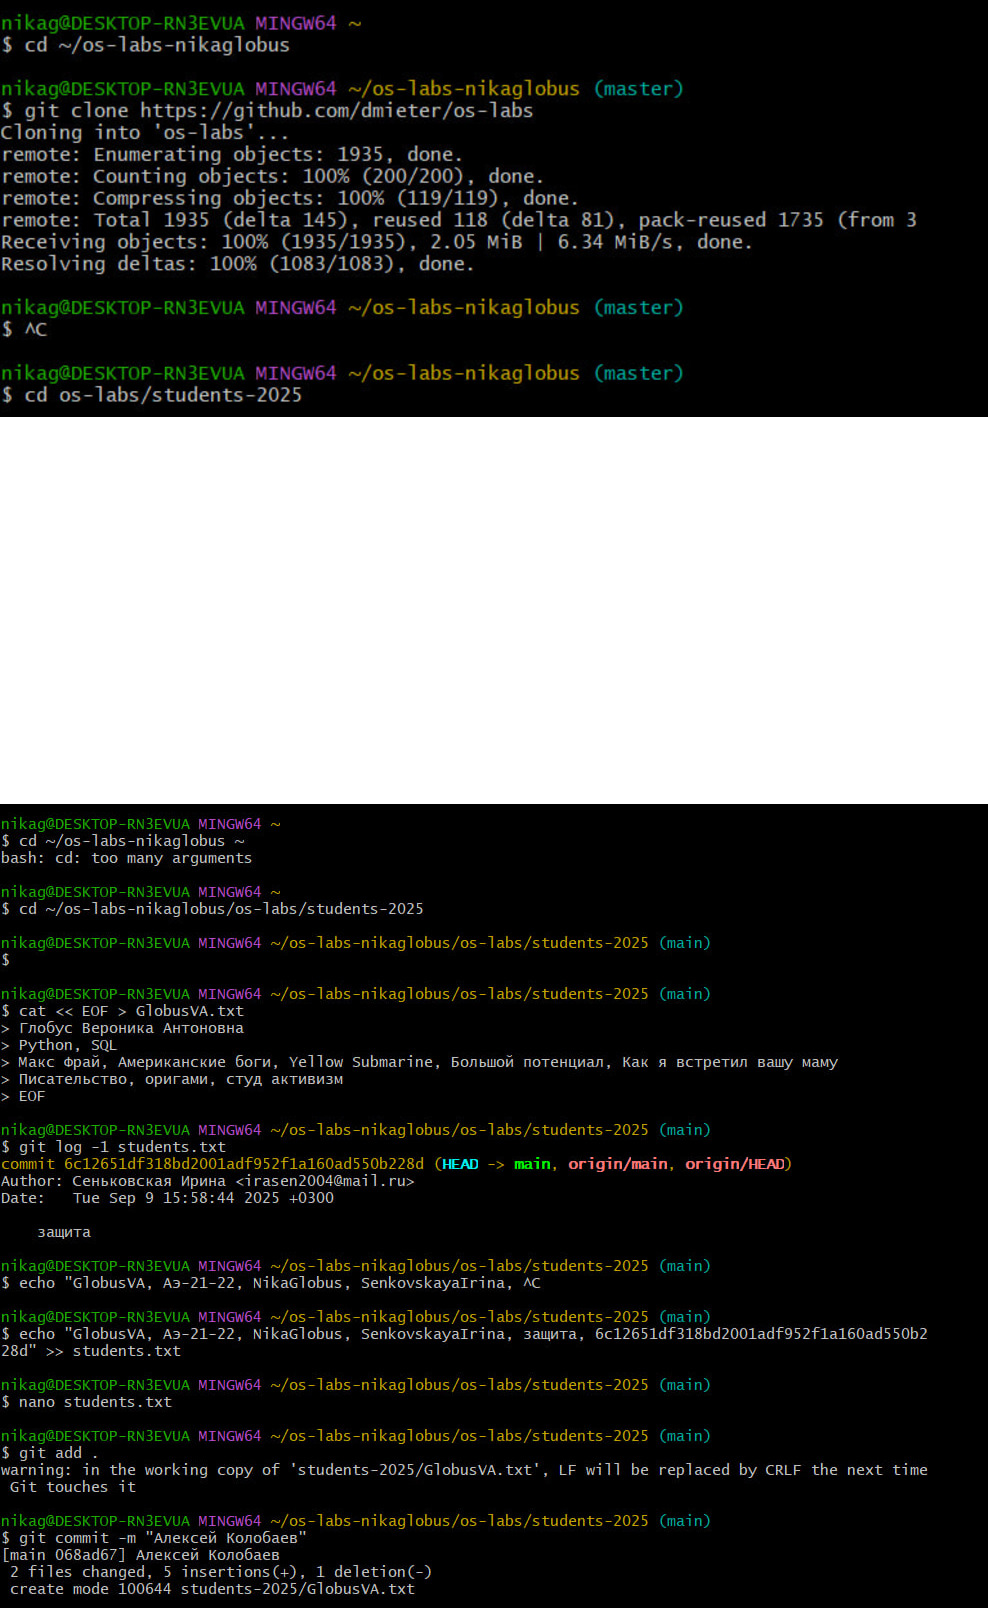 nikag@DESKTOP-RN3EVUA MINGW64 ~
$ cd ~/os-labs-nikaglobus
nikag@DESKTOP-RN3EVUA MINGW64 ~/os-labs-nikaglobus (master)
$ git clone https://github.com/dmieter/os-labs
Cloning into 'os-labs'...
remote: Enumerating objects: 1935, done.
remote: Counting objects: 100% (200/200), done.
remote: Compressing objects: 100% (119/119), done.
remote: Total 1935 (delta 145), reused 118 (delta 81), pack-reused 1735 (from 3
Receiving objects: 100% (1935/1935), 2.05 MiB | 6.34 MiB/s, done.
Resolving deltas: 100% (1083/1083), done.
nikag@DESKTOP-RN3EVUA MINGW64 ~/os-labs-nikaglobus (master)
$ ^C
nikag@DESKTOP-RN3EVUA MINGW64 ~/os-labs-nikaglobus (master)
$ cd os-labs/students-2025
nikag@DESKTOP-RN3EVUA MINGW64 ~
$ cd ~/os-labs-nikaglobus ~
bash: cd: too many arguments
nikag@DESKTOP-RN3EVUA MINGW64 ~
$ cd ~/os-labs-nikaglobus/os-labs/students-2025
nikag@DESKTOP-RN3EVUA MINGW64 ~/os-labs-nikaglobus/os-labs/students-2025 (main)
$
nikag@DESKTOP-RN3EVUA MINGW64 ~/os-labs-nikaglobus/os-labs/students-2025 (main)
$ cat << EOF > GlobusVA.txt
> Глобус Вероника Антоновна
> Python, SQL
> Макс Фрай, Американские боги, Yellow Submarine, Большой потенциал, Как я встретил вашу маму
> Писательство, оригами, студ активизм
> EOF
nikag@DESKTOP-RN3EVUA MINGW64 ~/os-labs-nikaglobus/os-labs/students-2025 (main)
$ git log -1 students.txt
commit 6c12651df318bd2001adf952f1a160ad550b228d (HEAD -> main, origin/main, origin/HEAD)
Author: Сеньковская Ирина <irasen2004@mail.ru>
Date:   Tue Sep 9 15:58:44 2025 +0300
защита
nikag@DESKTOP-RN3EVUA MINGW64 ~/os-labs-nikaglobus/os-labs/students-2025 (main)
$ echo "GlobusVA, Аэ-21-22, NikaGlobus, SenkovskayaIrina, ^C
nikag@DESKTOP-RN3EVUA MINGW64 ~/os-labs-nikaglobus/os-labs/students-2025 (main)
$ echo "GlobusVA, Аэ-21-22, NikaGlobus, SenkovskayaIrina, защита, 6c12651df318bd2001adf952f1a160ad550b2
28d" >> students.txt
nikag@DESKTOP-RN3EVUA MINGW64 ~/os-labs-nikaglobus/os-labs/students-2025 (main)
$ nano students.txt
nikag@DESKTOP-RN3EVUA MINGW64 ~/os-labs-nikaglobus/os-labs/students-2025 (main)
$ git add .
warning: in the working copy of 'students-2025/GlobusVA.txt', LF will be replaced by CRLF the next time
Git touches it
nikag@DESKTOP-RN3EVUA MINGW64 ~/os-labs-nikaglobus/os-labs/students-2025 (main)
$ git commit -m "Алексей Колобаев"
[main 068ad67] Алексей Колобаев
2 files changed, 5 insertions(+), 1 deletion(-)
create mode 100644 students-2025/GlobusVA.txt